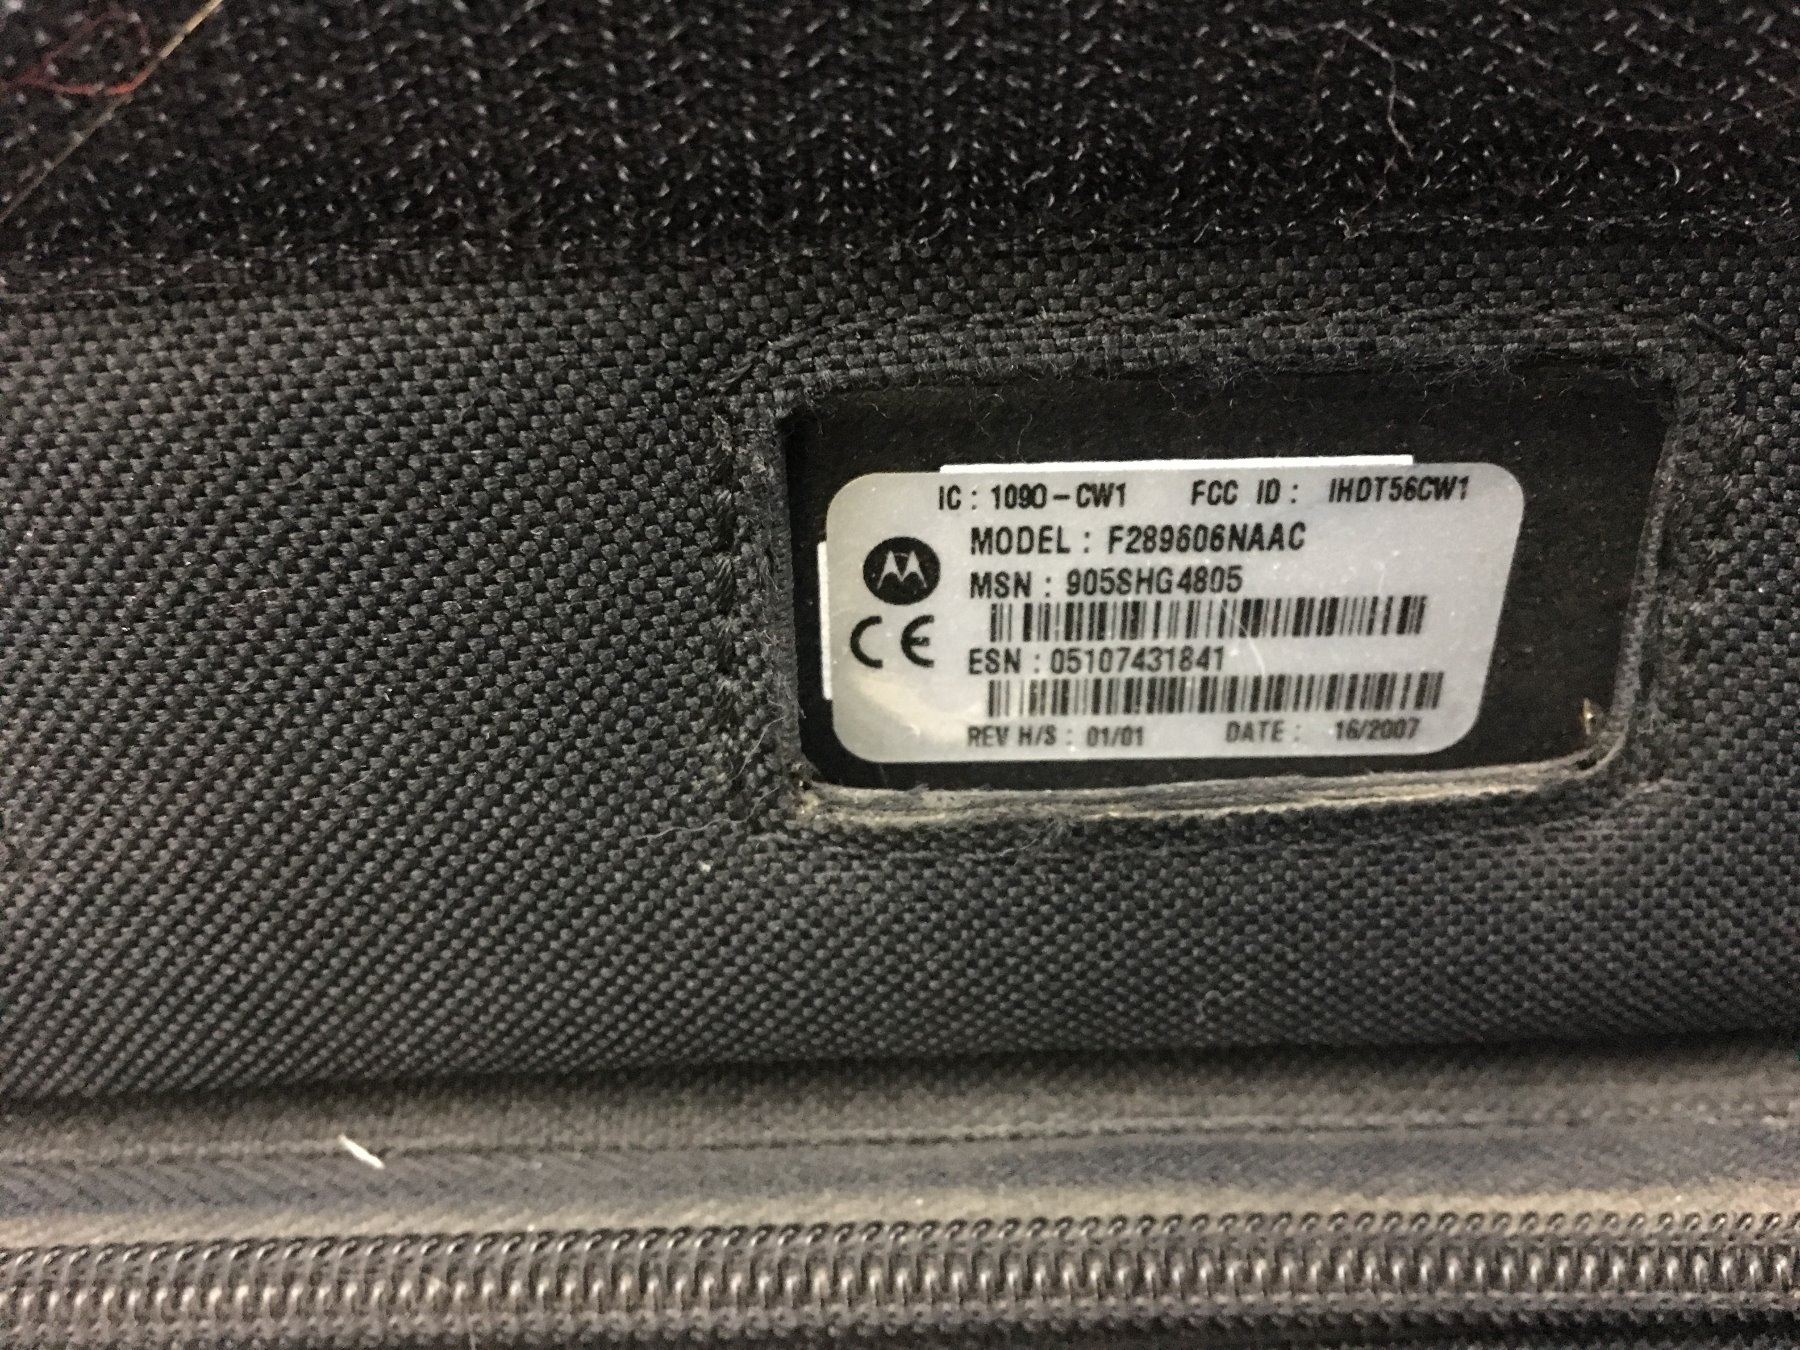 IC: 1090-CW1 FCC ID: IHDT56CW1
MODEL: F289606NAAC
MSN: 905SHG4805
CE
ESN: 05107431841
REV H/S: 01/01 DATE: 16/2007